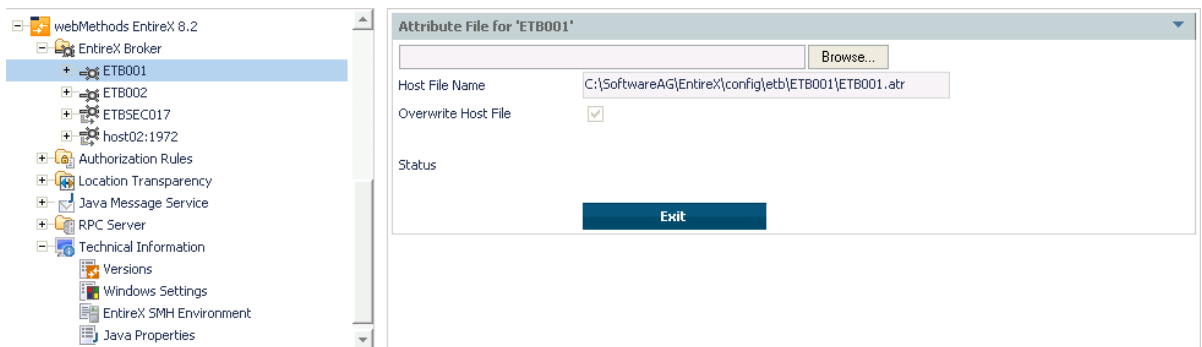 webMethods EntireX 8.2
EntireX Broker
ETB001
ETB002
ETBSEC017
host02:1972
Authorization Rules
Location Transparency
Java Message Service
RPC Server
Technical Information
Versions
Windows Settings
EntireX SMH Environment
Java Properties
Attribute File for 'ETB001'
Browse...
Host File Name C:\SoftwareAG\EntireX\config\etb\ETB001\ETB001.atr
Overwrite Host File
Status
Exit